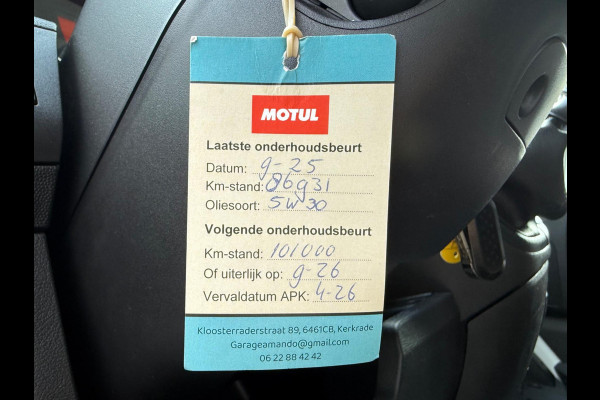 MOTUL
Laatste onderhoudsbeurt
Datum: 9-25
Km-stand: 86931
Oliesoort: 5W30
Volgende onderhoudsbeurt
Km-stand: 101000
Of uiterlijk op: 9-26
Vervaldatum APK: 4-26
Kloosterraderstraat 89, 6461CB, Kerkrade
Garageamando@gmail.com
06 22 88 42 42